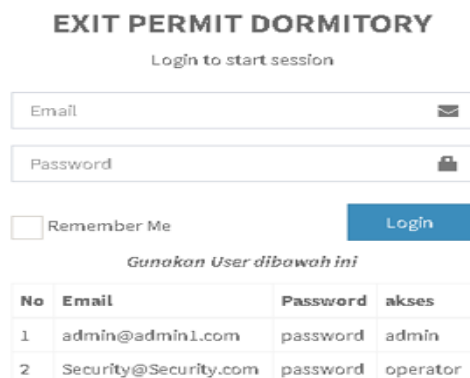 EXIT PERMIT DORMITORY
Login to start session
Email
Password
Remember Me Login
Gunakan User dibawah ini
No Email Password akses
1 admin@admin1.com password admin
2 Security@Security.com password operator